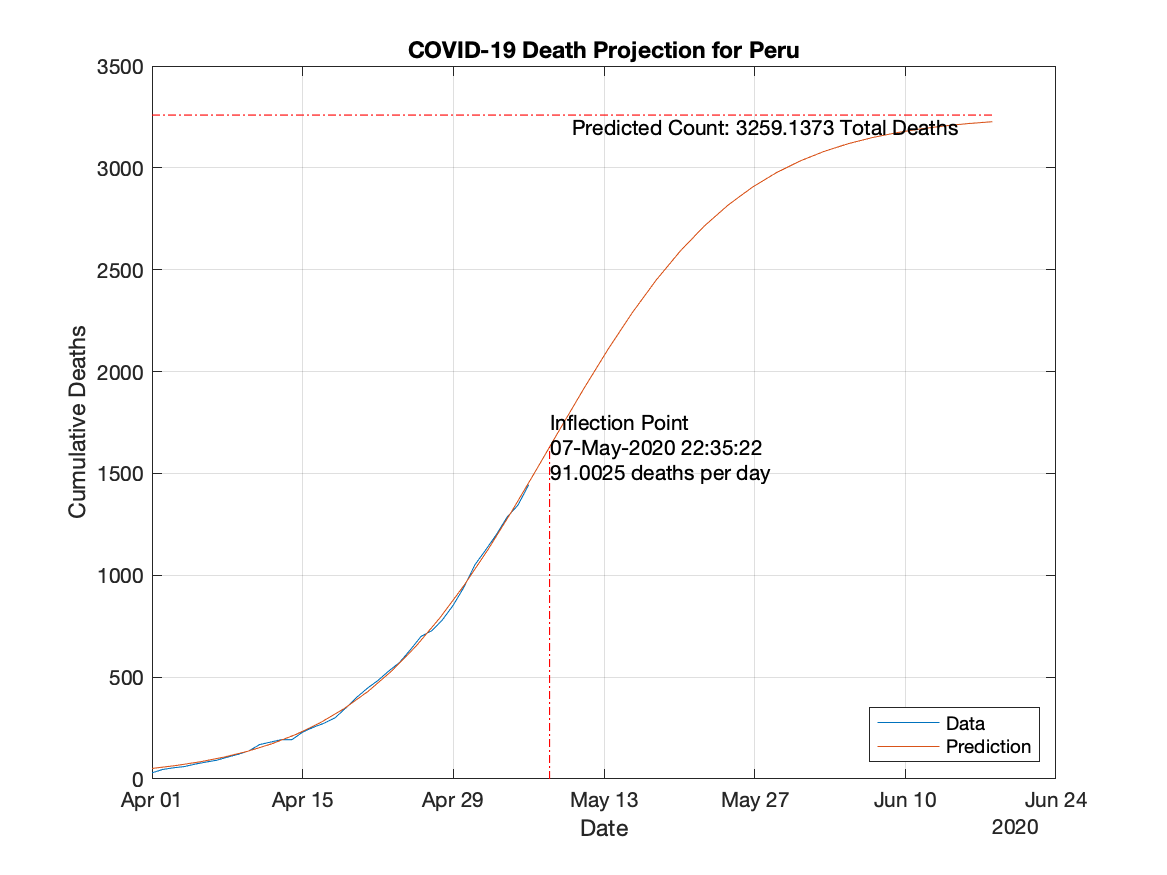 COVID-19 Death Projection for Peru
3500
3000
2500
2000
1500
1000
500
0
Cumulative Deaths
Predicted Count: 3259.1373 Total Deaths
Inflection Point
07-May-2020 22:35:22
91.0025 deaths per day
Data
Prediction
Apr 01
Apr 15
Apr 29
May 13
May 27
Jun 10
Jun 24
Date
2020